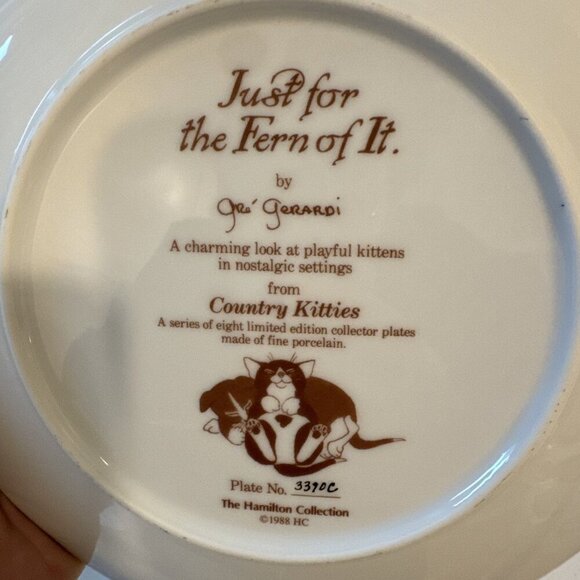 Just for
the Fern of It.
by
Gré Gerardi
A charming look at playful kittens
in nostalgic settings
from
Country Kitties
A series of eight limited edition collector plates
made of fine porcelain.
Plate No. 3390C
The Hamilton Collection
©1988 HC